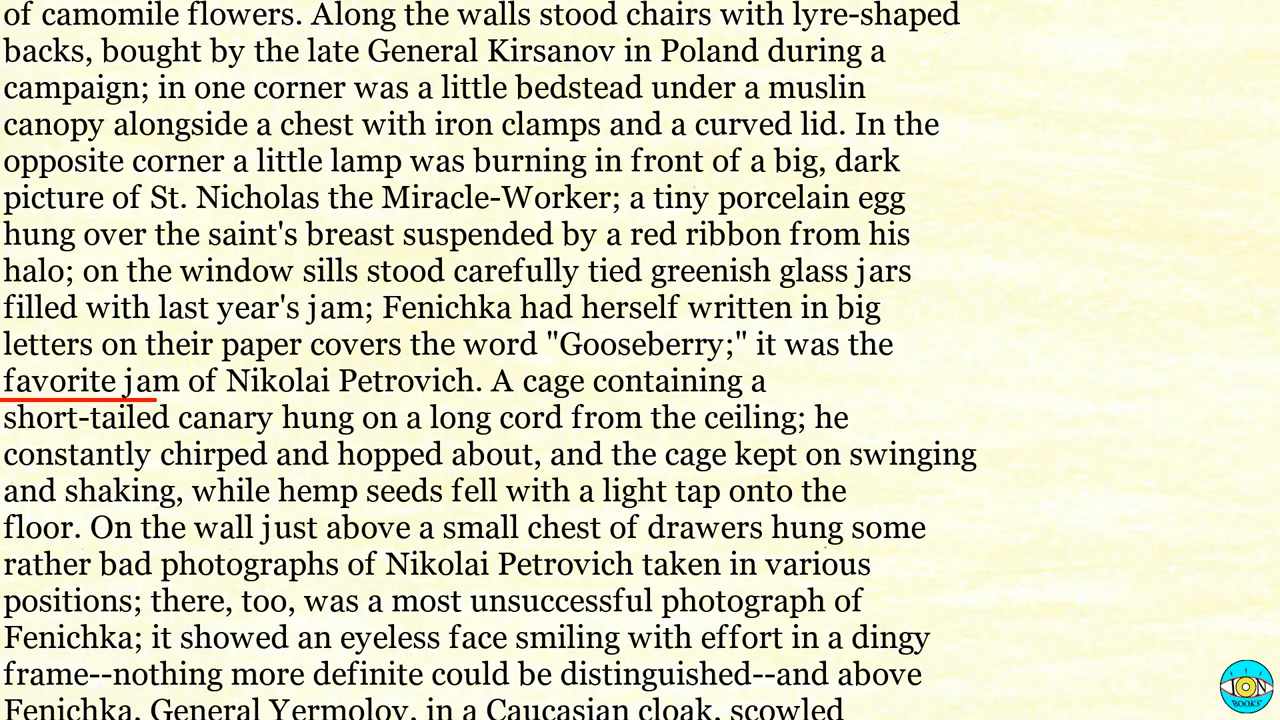 of camomile flowers. Along the walls stood chairs with lyre-shaped
backs, bought by the late General Kirsanov in Poland during a
campaign; in one corner was a little bedstead under a muslin
canopy alongside a chest with iron clamps and a curved lid. In the
opposite corner a little lamp was burning in front of a big, dark
picture of St. Nicholas the Miracle-Worker; a tiny porcelain egg
hung over the saint's breast suspended by a red ribbon from his
halo; on the window sills stood carefully tied greenish glass jars
filled with last year's jam; Fenichka had herself written in big
letters on their paper covers the word "Gooseberry;" it was the
favorite jam of Nikolai Petrovich. A cage containing a
short-tailed canary hung on a long cord from the ceiling; he
constantly chirped and hopped about, and the cage kept on swinging
and shaking, while hemp seeds fell with a light tap onto the
floor. On the wall just above a small chest of drawers hung some
rather bad photographs of Nikolai Petrovich taken in various
positions; there, too, was a most unsuccessful photograph of
Fenichka; it showed an eyeless face smiling with effort in a dingy
frame--nothing more definite could be distinguished--and above
Fenichka, General Yermolov, in a Caucasian cloak, scowled
ION
BOOKS